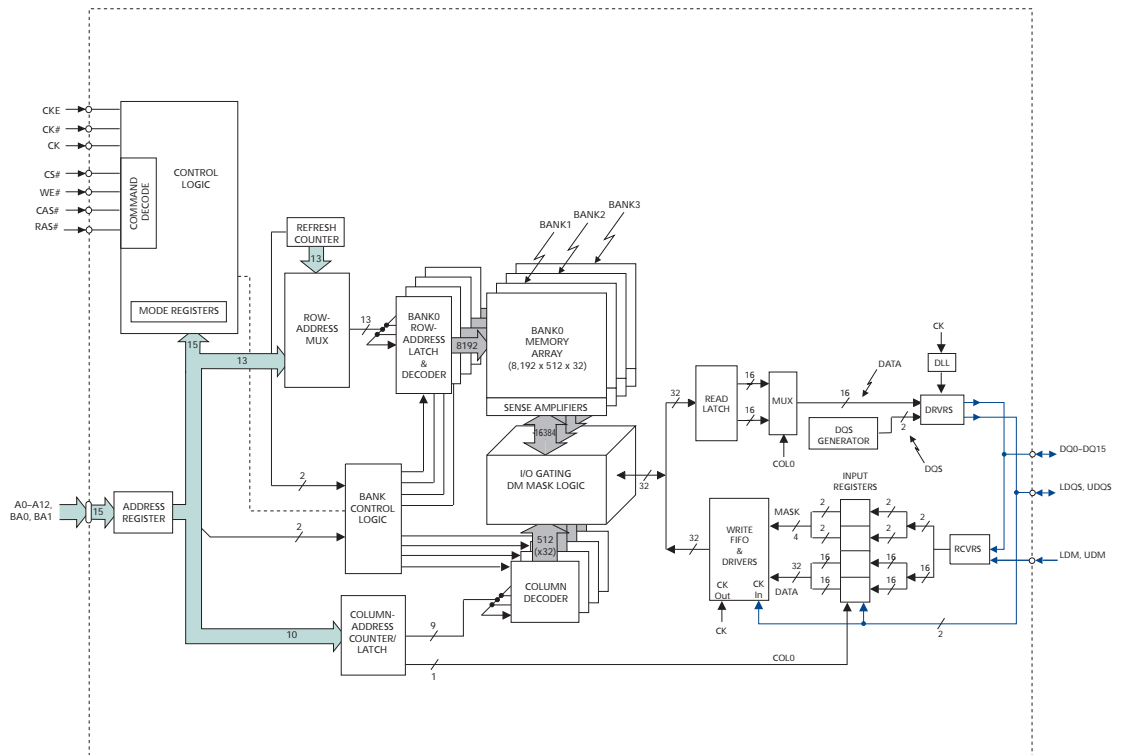 CKE
CK#
CK
CS#
WE#
CAS#
RAS#
CONTROL
LOGIC
COMMAND
DECODE
MODE REGISTERS
15
REFRESH
COUNTER
13
13
ROW-
ADDRESS
MUX
13
BANK0
ROW-
ADDRESS
LATCH
&
DECODER
8192
BANK3
BANK2
BANK1
BANK0
MEMORY
ARRAY
(8,192 x 512 x 32)
SENSE AMPLIFIERS
16384
I/O GATING
DM MASK LOGIC
32
512
(x32)
COLUMN
DECODER
A0–A12,
BA0, BA1
15
ADDRESS
REGISTER
2
2
BANK
CONTROL
LOGIC
10
COLUMN-
ADDRESS
COUNTER/
LATCH
9
1
COL0
32
READ
LATCH
16
16
MUX
COL0
16
DATA
DQS
GENERATOR
2
DQS
CK
DLL
DRVRS
DQ0–DQ15
LDQS, UDQS
LDM, UDM
32
WRITE
FIFO
&
DRIVERS
CK
Out
CK
In
CK
MASK
4
32
DATA
INPUT
REGISTERS
2
2
16
16
2
2
16
16
2
16
RCVRS
2